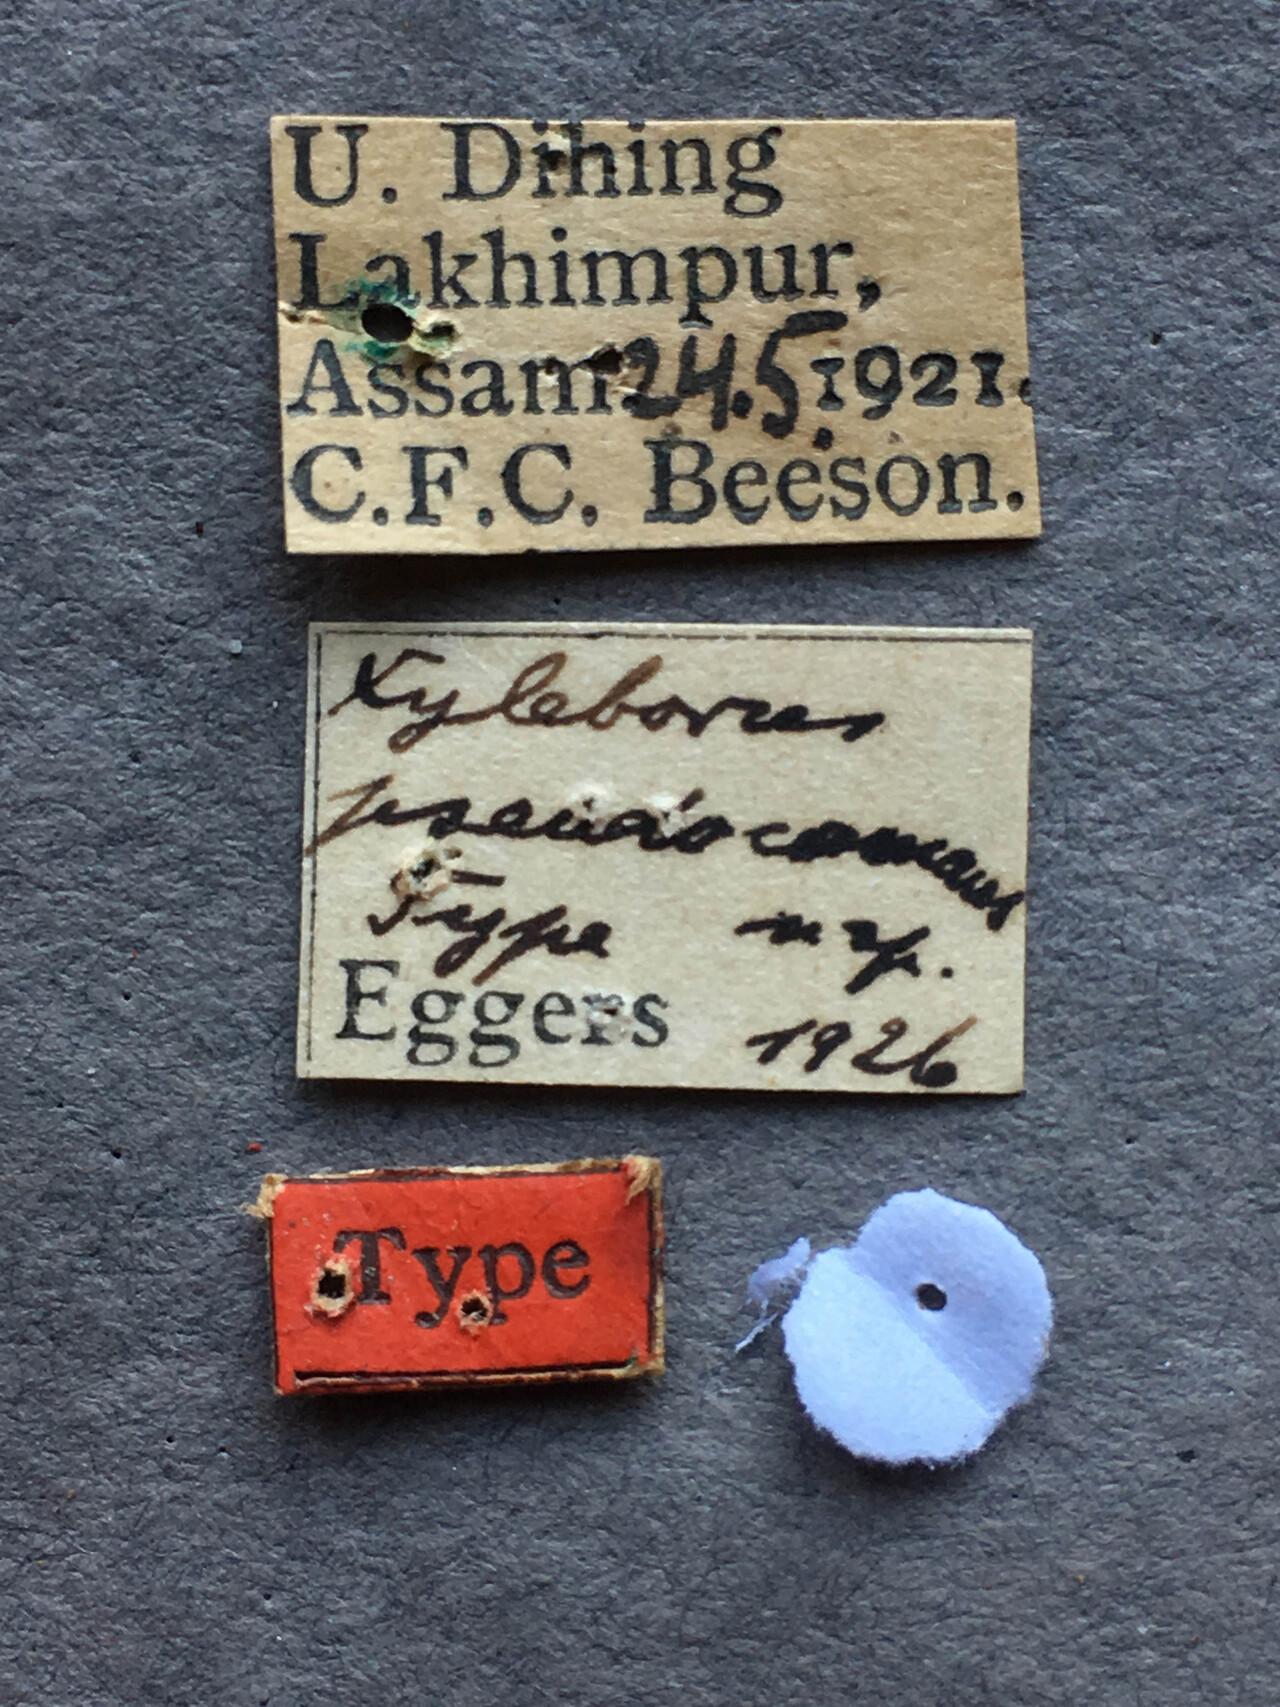 U. Dihing
Lakhimpur,
Assam 24.5.1921.
C.F.C. Beeson.
Xyleborus
pseudocomans
Type n. sp.
Eggers 1926
Type